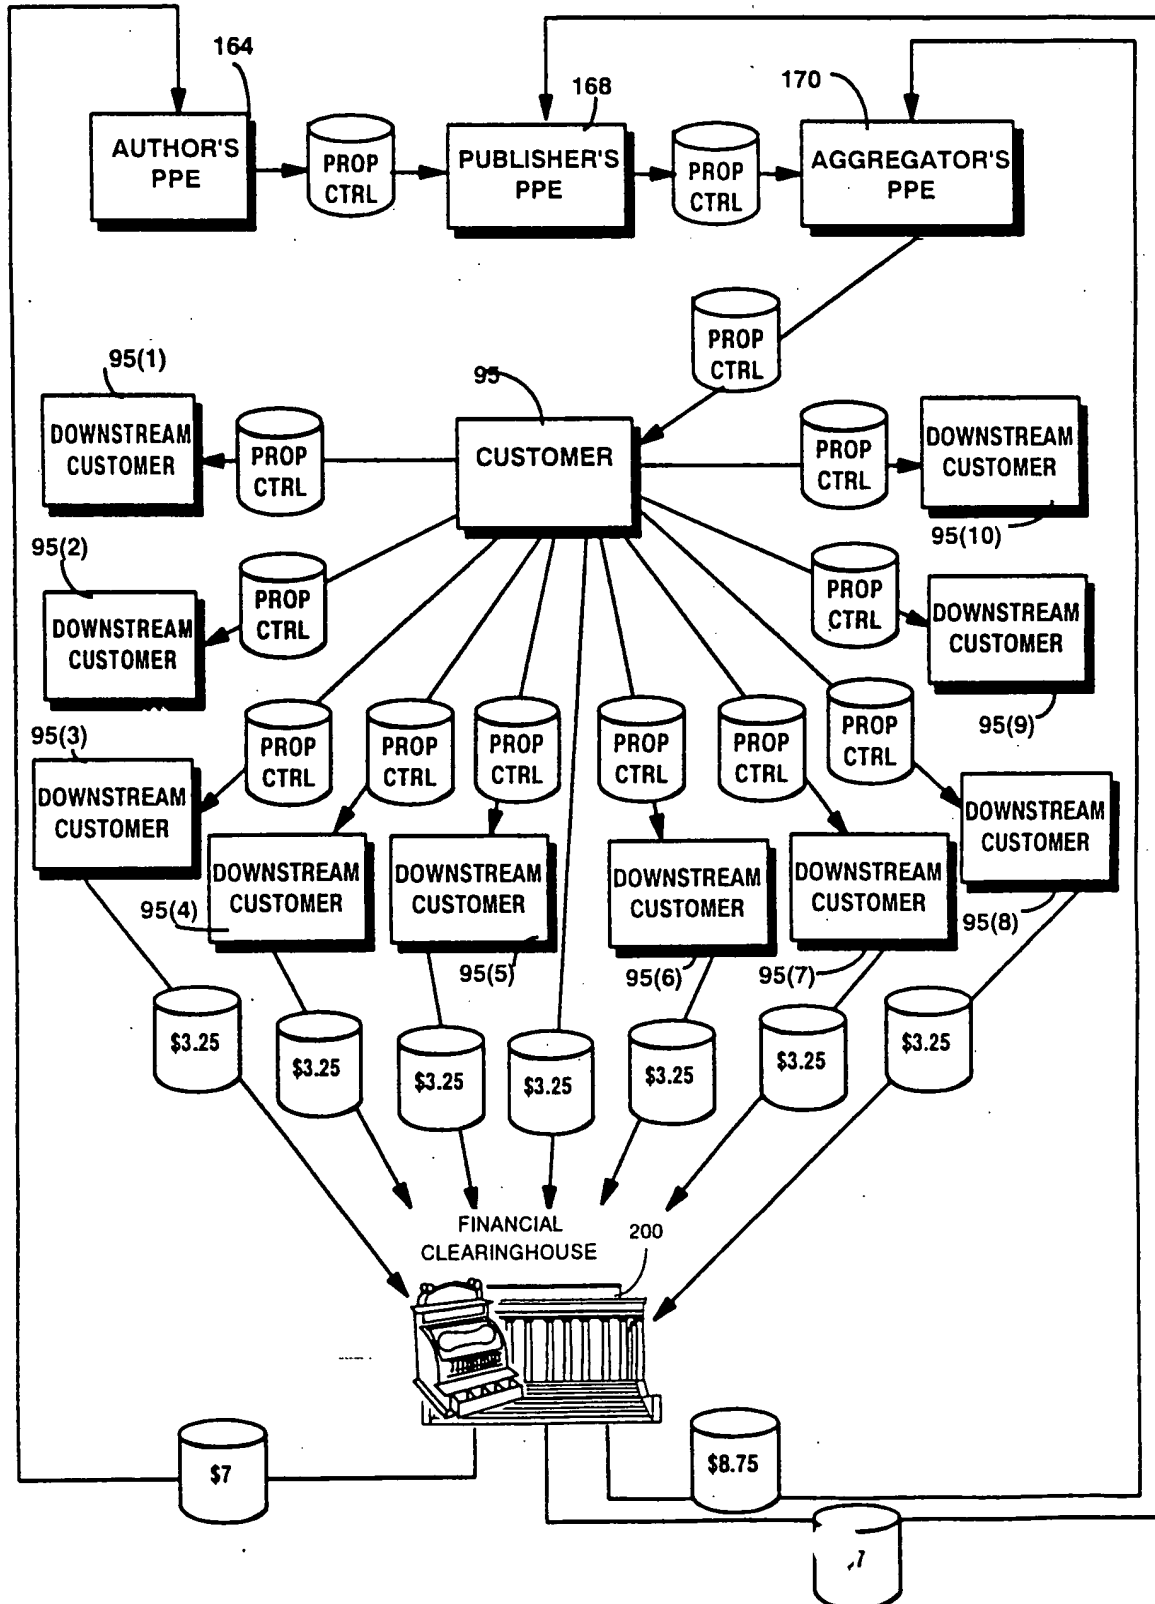 164
168
170
AUTHOR'S
PPE
PROP
CTRL
PUBLISHER'S
PPE
PROP
CTRL
AGGREGATOR'S
PPE
PROP
CTRL
95(1)
95
DOWNSTREAM
CUSTOMER
PROP
CTRL
CUSTOMER
PROP
CTRL
DOWNSTREAM
CUSTOMER
95(10)
95(2)
DOWNSTREAM
CUSTOMER
PROP
CTRL
PROP
CTRL
DOWNSTREAM
CUSTOMER
95(9)
95(3)
DOWNSTREAM
CUSTOMER
PROP
CTRL
PROP
CTRL
PROP
CTRL
PROP
CTRL
PROP
CTRL
PROP
CTRL
DOWNSTREAM
CUSTOMER
95(8)
DOWNSTREAM
CUSTOMER
95(4)
DOWNSTREAM
CUSTOMER
95(5)
DOWNSTREAM
CUSTOMER
95(6)
DOWNSTREAM
CUSTOMER
95(7)
$3.25
$3.25
$3.25
$3.25
$3.25
$3.25
$3.25
FINANCIAL
CLEARINGHOUSE
200
$7
$8.75